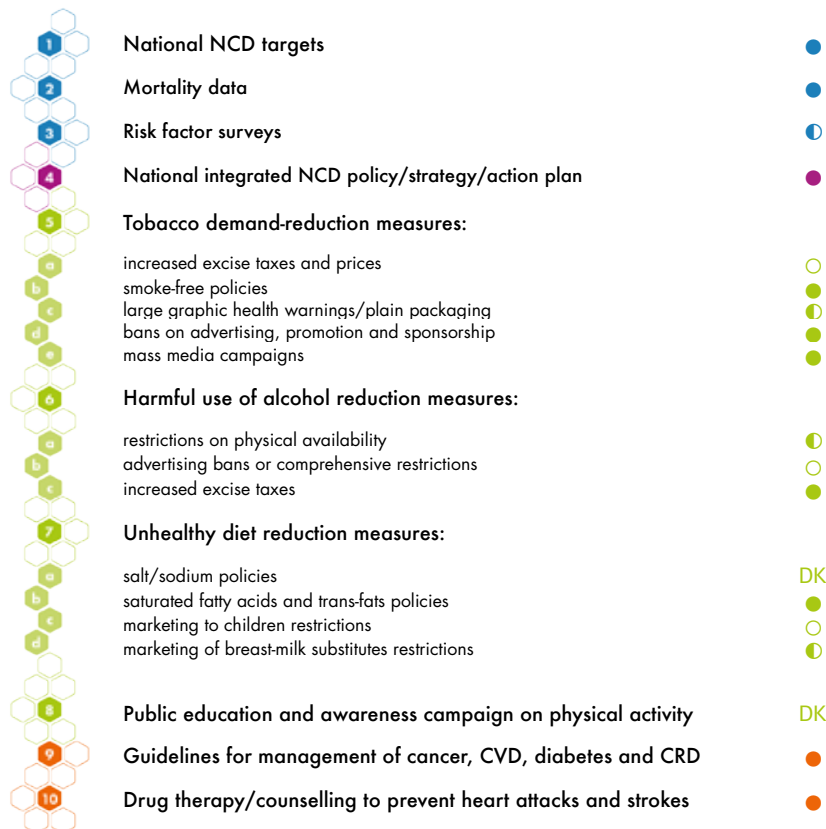 1 National NCD targets
2 Mortality data
3 Risk factor surveys
4 National integrated NCD policy/strategy/action plan
5 Tobacco demand-reduction measures:
a increased excise taxes and prices
b smoke-free policies
c large graphic health warnings/plain packaging
d bans on advertising, promotion and sponsorship
e mass media campaigns
6 Harmful use of alcohol reduction measures:
a restrictions on physical availability
b advertising bans or comprehensive restrictions
c increased excise taxes
7 Unhealthy diet reduction measures:
a salt/sodium policies DK
b saturated fatty acids and trans-fats policies
c marketing to children restrictions
d marketing of breast-milk substitutes restrictions
8 Public education and awareness campaign on physical activity DK
9 Guidelines for management of cancer, CVD, diabetes and CRD
10 Drug therapy/counselling to prevent heart attacks and strokes